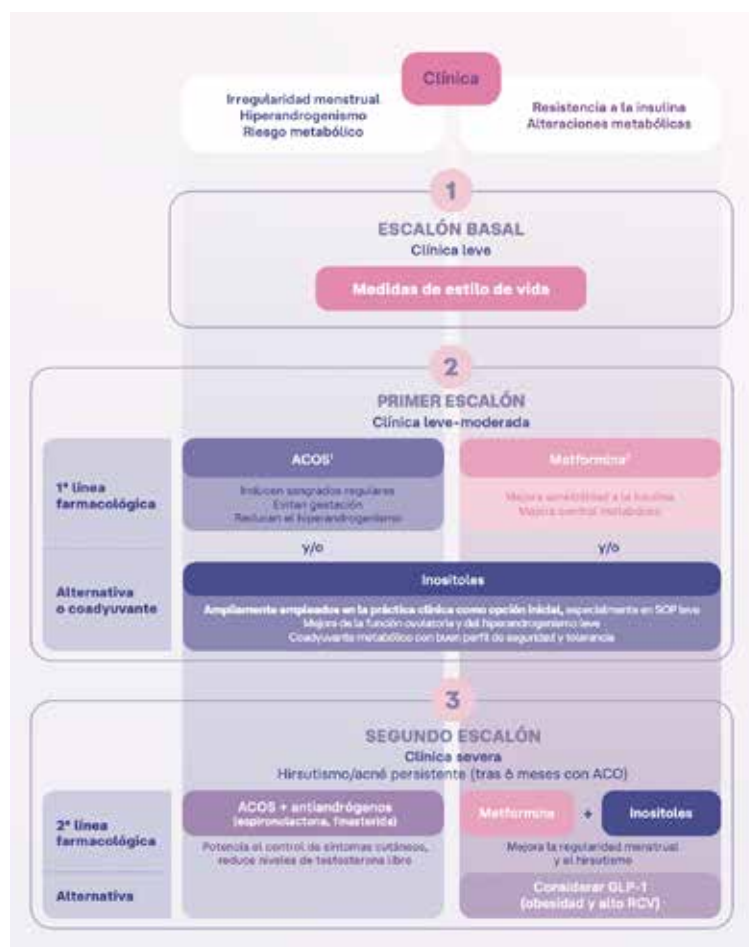 Clínica
Irregularidad menstrual
Hiperandrogenismo
Riesgo metabólico
Resistencia a la insulina
Alteraciones metabólicas
1
ESCALÓN BASAL
Clínica leve
Medidas de estilo de vida
2
PRIMER ESCALÓN
Clínica leve-moderada
1ª línea
farmacológica
ACOS¹
Inducen sangrados regulares
Evitan gestación
Reducen el hiperandrogenismo
Metformina²
Mejora sensibilidad a la insulina
Mejora control metabólico
y/o
y/o
Alternativa
o coadyuvante
Inositoles
Ampliamente empleados en la práctica clínica como opción inicial, especialmente en SOP leve
Mejora de la función ovulatoria y del hiperandrogenismo leve
Coadyuvante metabólico con buen perfil de seguridad y tolerancia
3
SEGUNDO ESCALÓN
Clínica severa
Hirsutismo/acné persistente (tras 6 meses con ACO)
2ª línea
farmacológica
ACOS + antiandrógenos
(espironolactona, finasterida)
Potencia el control de síntomas cutáneos,
reduce niveles de testosterona libre
Metformina + Inositoles
Mejora la regularidad menstrual
y el hirsutismo
Alternativa
Considerar GLP-1
(obesidad y alto RCV)